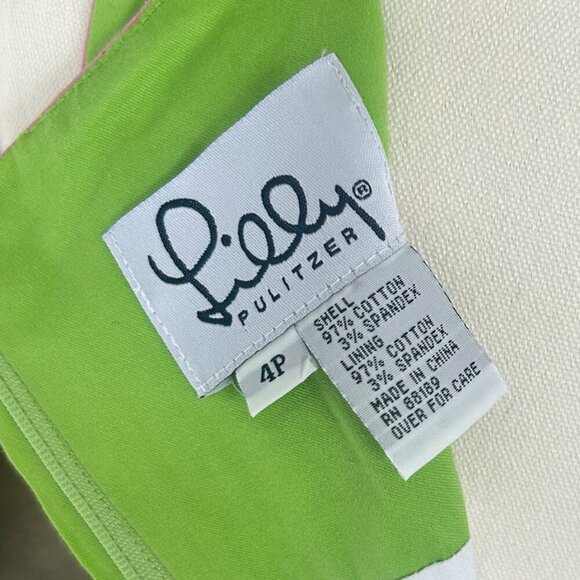 Lilly®
PULITZER
4P
SHELL
97% COTTON
3% SPANDEX
LINING
97% COTTON
3% SPANDEX
MADE IN CHINA
RN 88189
OVER FOR CARE